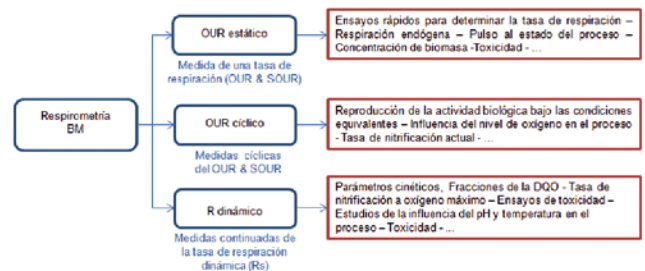 Respirometría
BM
OUR estático
Medida de una tasa de
respiración (OUR & SOUR)
Ensayos rápidos para determinar la tasa de respiración –
Respiración endógena – Pulso al estado del proceso –
Concentración de biomasa -Toxicidad - ...
OUR cíclico
Medidas cíclicas
del OUR & SOUR
Reproducción de la actividad biológica bajo las condiciones
equivalentes – Influencia del nivel de oxígeno en el proceso
- Tasa de nitrificación actual - ...
R dinámico
Medidas continuadas de
la tasa de respiración
dinámica (Rs)
Parámetros cinéticos, Fracciones de la DQO - Tasa de
nitrificación a oxígeno máximo – Ensayos de toxicidad –
Estudios de la influencia del pH y temperatura en el
proceso – Toxicidad - ...